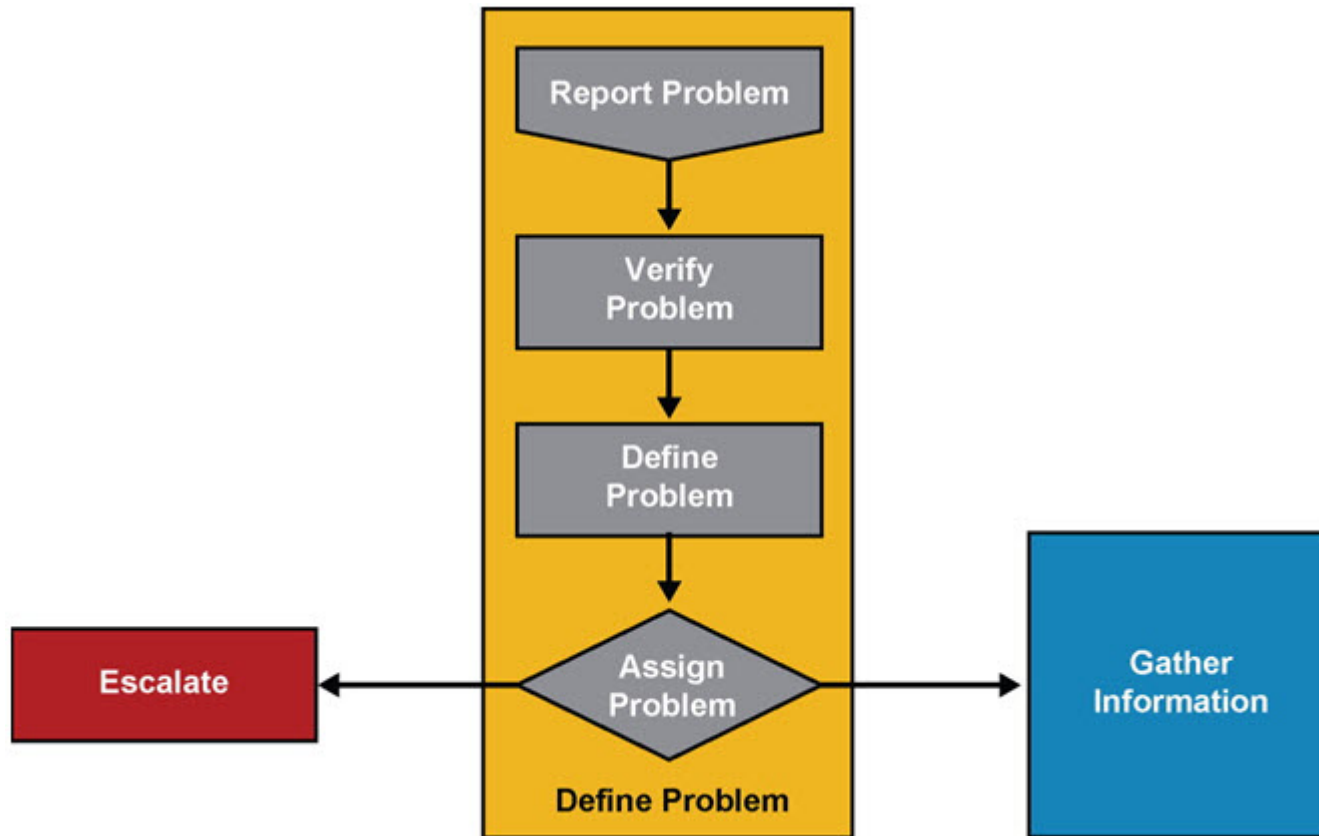 Report Problem
Verify
Problem
Define
Problem
Assign
Problem
Escalate
Gather
Information
Define Problem